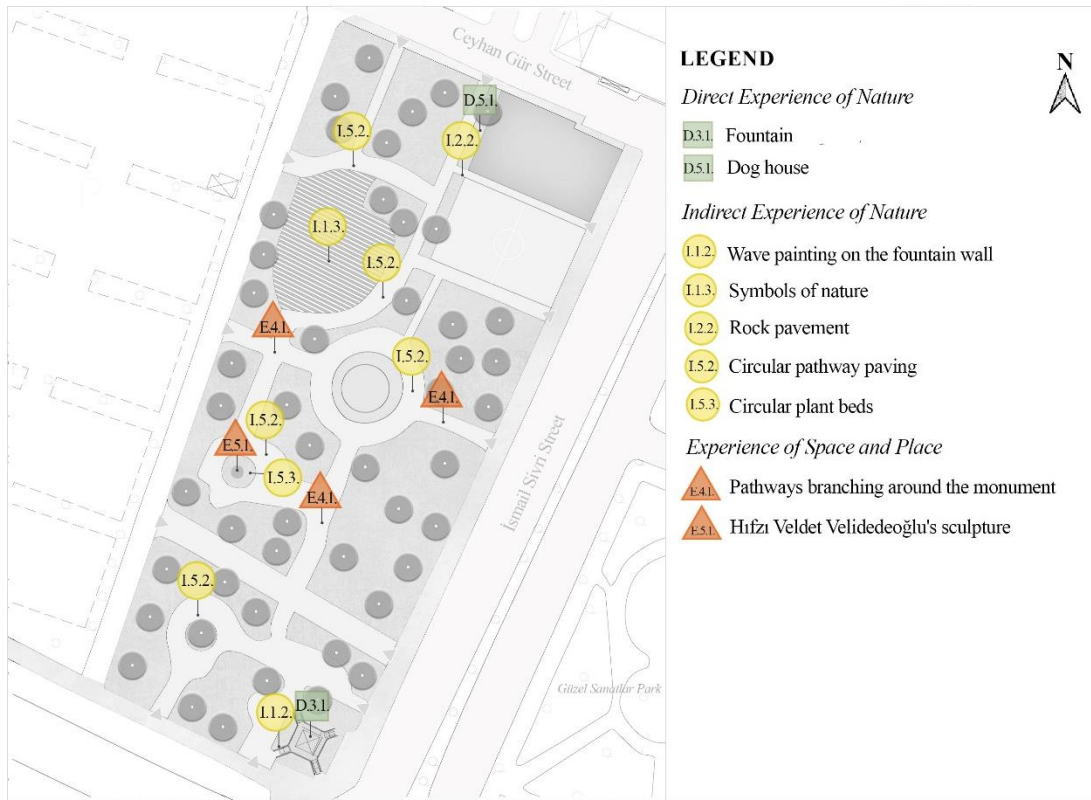 Ceyhan Gür Street
D.5.1.
I.5.2.
I.2.2.
I.1.3.
I.5.2.
E.4.1.
I.5.2.
E.4.1.
I.5.2.
E.5.1.
I.5.3.
E.4.1.
İsmail Sivri Street
I.5.2.
Güzel Sanatlar Park
I.1.2.
D.3.1.
LEGEND
N
Direct Experience of Nature
D.3.1. Fountain
D.5.1. Dog house
Indirect Experience of Nature
I.1.2. Wave painting on the fountain wall
I.1.3. Symbols of nature
I.2.2. Rock pavement
I.5.2. Circular pathway paving
I.5.3. Circular plant beds
Experience of Space and Place
E.4.1. Pathways branching around the monument
E.5.1. Hıfzı Veldet Velidedeoğlu's sculpture